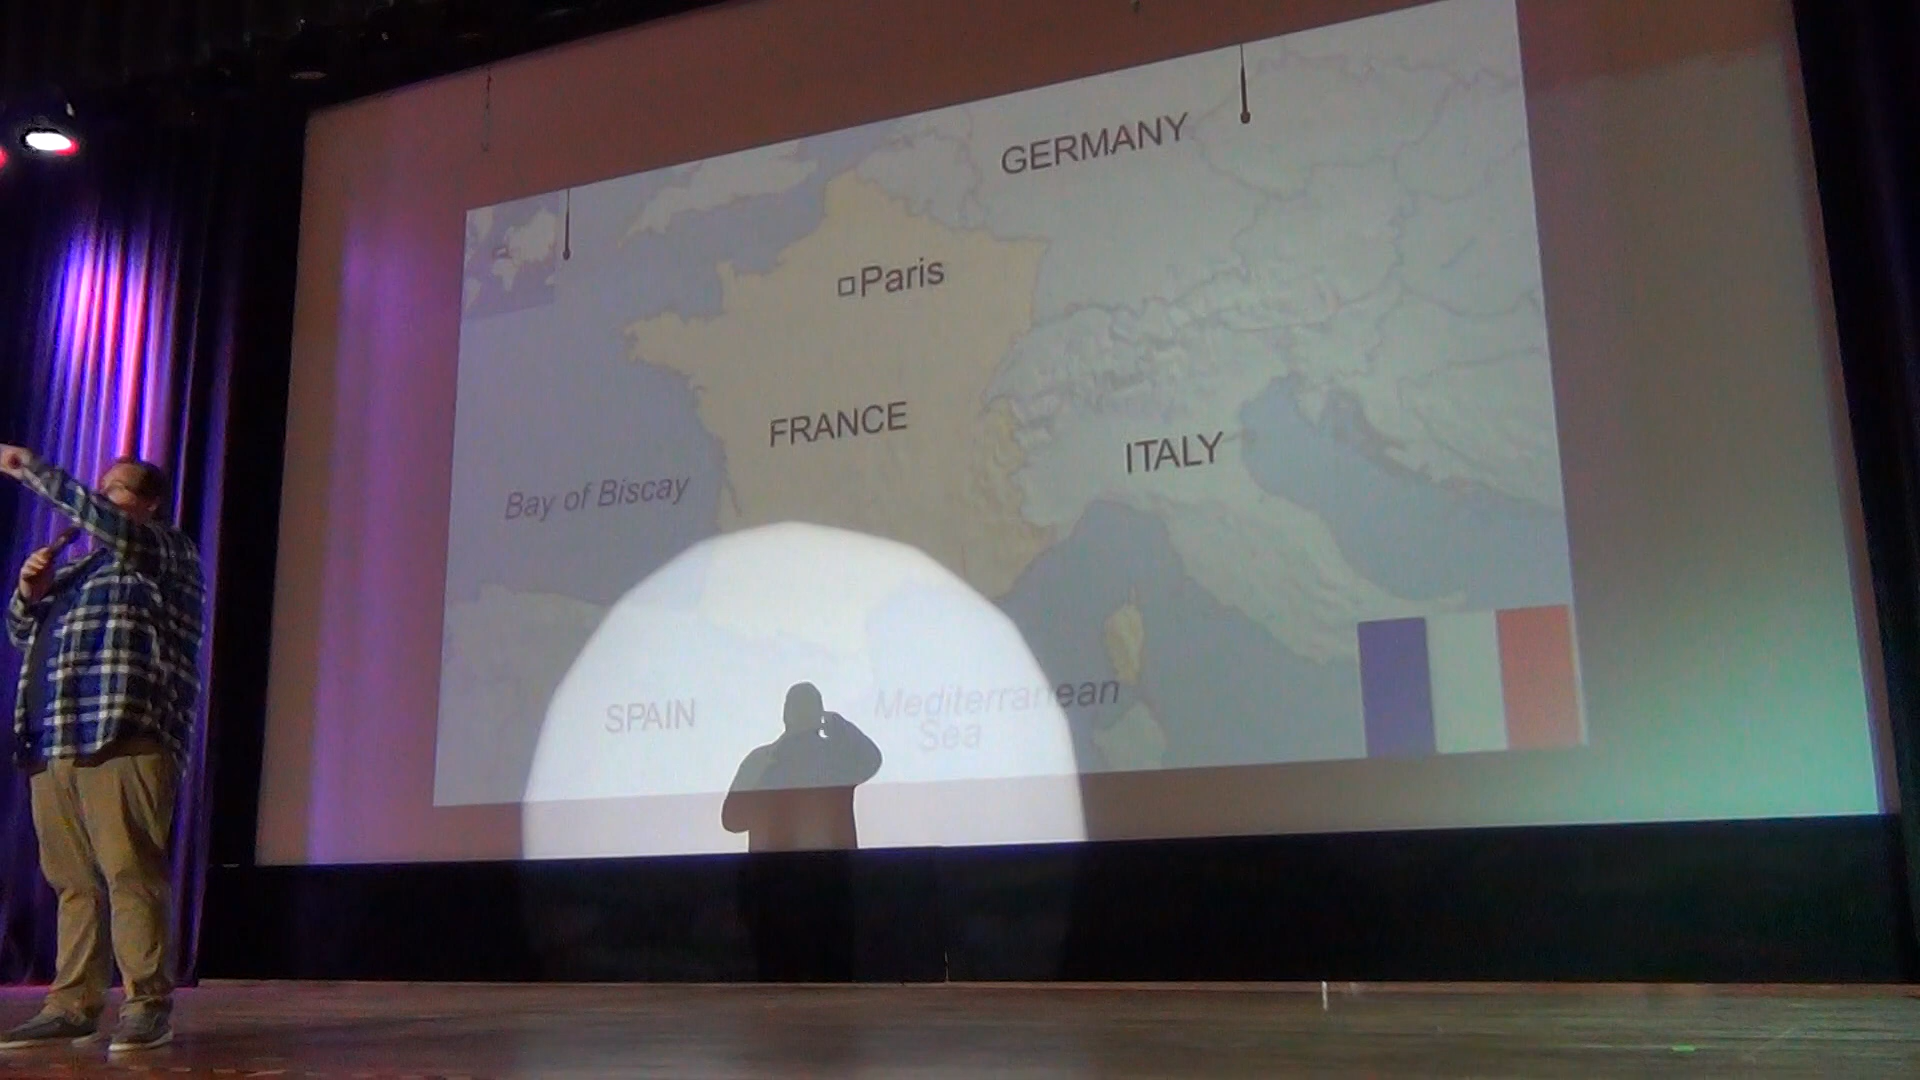 GERMANY
Paris
FRANCE
ITALY
Bay of Biscay
SPAIN
Mediterranean
Sea